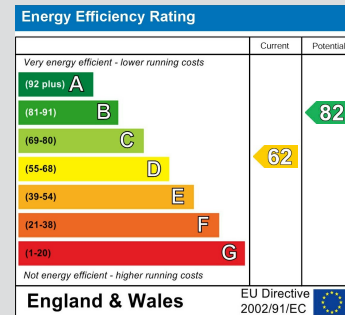 Energy Efficiency Rating
Current Potential
Very energy efficient - lower running costs
(92 plus) A
(81-91) B
82
(69-80) C
(55-68) D
62
(39-54) E
(21-38) F
(1-20) G
Not energy efficient - higher running costs
England & Wales
EU Directive
2002/91/EC